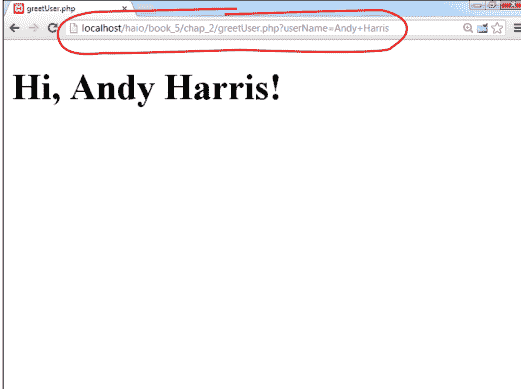 greetUser.php
localhost/haio/book_5/chap_2/greetUser.php?userName=Andy+Harris
Hi, Andy Harris!